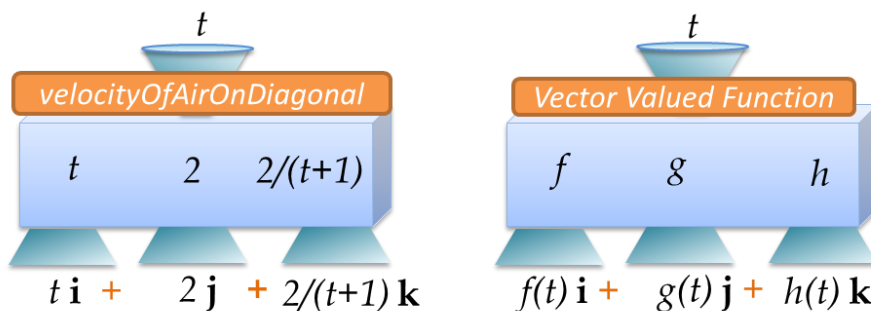 t
velocityOfAirOnDiagonal
t 2 2/(t+1)
t i + 2 j + 2/(t+1) k
t
Vector Valued Function
f g h
f(t) i + g(t) j + h(t) k